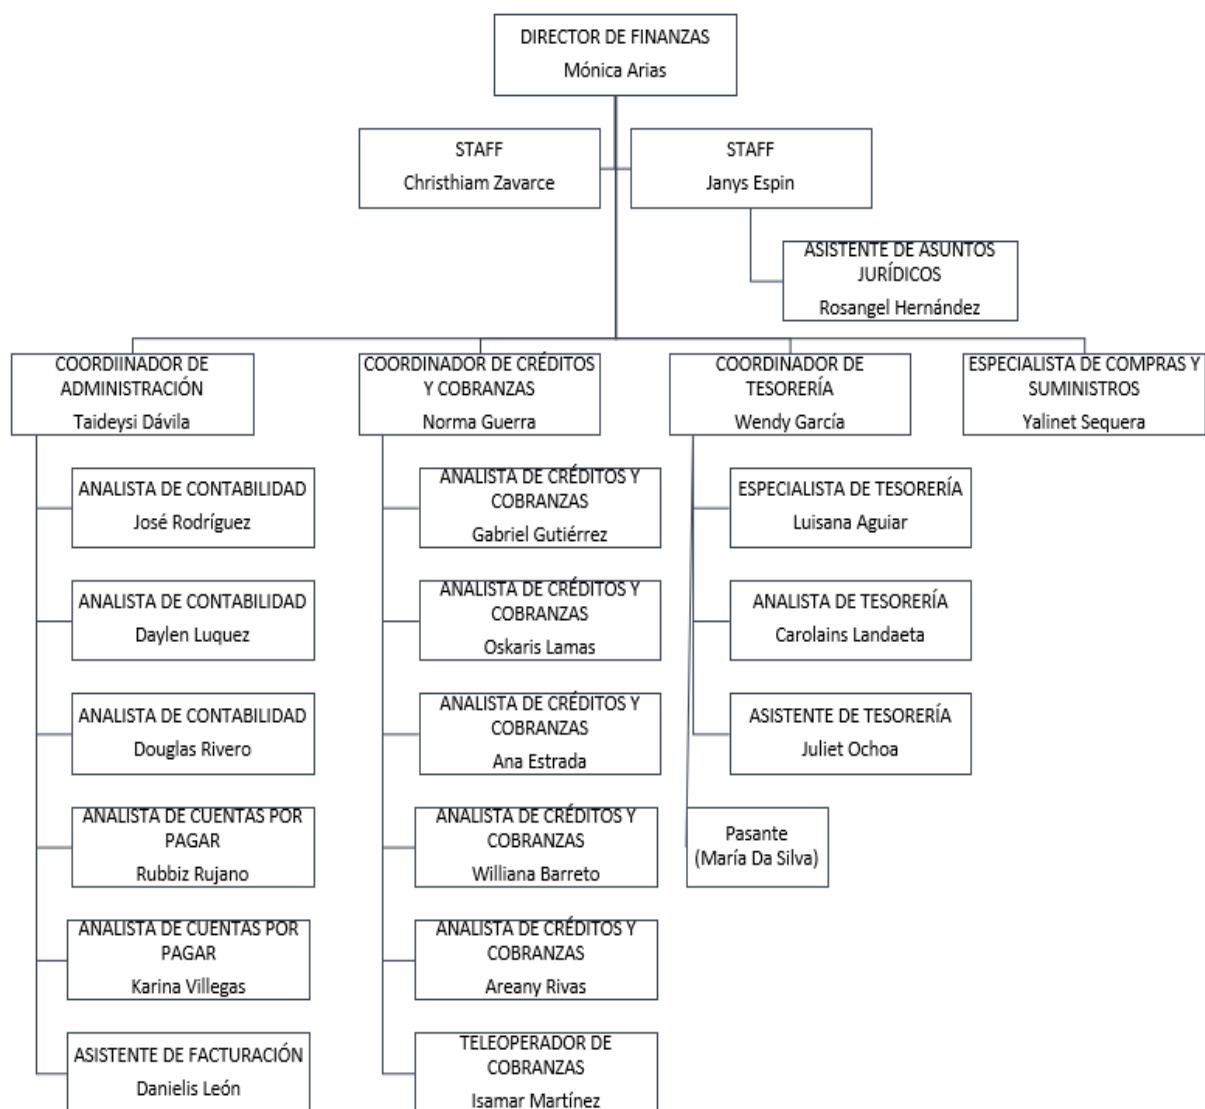 DIRECTOR DE FINANZAS
Mónica Arias
STAFF
Christhiam Zavarce
STAFF
Janys Espin
ASISTENTE DE ASUNTOS
JURÍDICOS
Rosangel Hernández
COORDIINADOR DE
ADMINISTRACIÓN
Taideysi Dávila
COORDINADOR DE CRÉDITOS
Y COBRANZAS
Norma Guerra
COORDINADOR DE
TESORERÍA
Wendy García
ESPECIALISTA DE COMPRAS Y
SUMINISTROS
Yalinet Sequera
ANALISTA DE CONTABILIDAD
José Rodríguez
ANALISTA DE CONTABILIDAD
Daylen Luquez
ANALISTA DE CONTABILIDAD
Douglas Rivero
ANALISTA DE CUENTAS POR
PAGAR
Rubbiz Rujano
ANALISTA DE CUENTAS POR
PAGAR
Karina Villegas
ASISTENTE DE FACTURACIÓN
Danielis León
ANALISTA DE CRÉDITOS Y
COBRANZAS
Gabriel Gutiérrez
ANALISTA DE CRÉDITOS Y
COBRANZAS
Oskaris Lamas
ANALISTA DE CRÉDITOS Y
COBRANZAS
Ana Estrada
ANALISTA DE CRÉDITOS Y
COBRANZAS
Williana Barreto
ANALISTA DE CRÉDITOS Y
COBRANZAS
Areany Rivas
TELEOPERADOR DE
COBRANZAS
Isamar Martínez
ESPECIALISTA DE TESORERÍA
Luisana Aguiar
ANALISTA DE TESORERÍA
Carolains Landaeta
ASISTENTE DE TESORERÍA
Juliet Ochoa
Pasante
(María Da Silva)